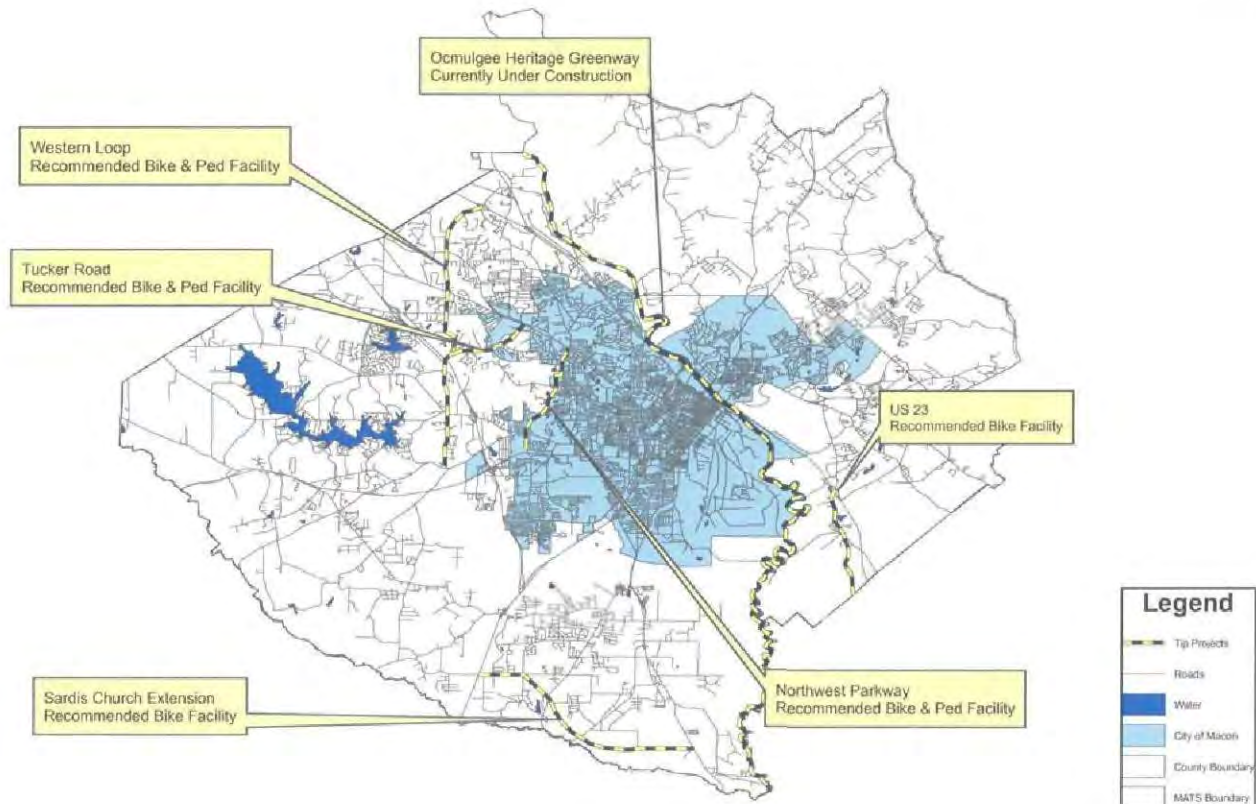 Ocmulgee Heritage Greenway
Currently Under Construction
Western Loop
Recommended Bike & Ped Facility
Tucker Road
Recommended Bike & Ped Facility
US 23
Recommended Bike Facility
Sardis Church Extension
Recommended Bike Facility
Northwest Parkway
Recommended Bike & Ped Facility
Legend
Tip Projects
Roads
Water
City of Macon
County Boundary
MATS Boundary